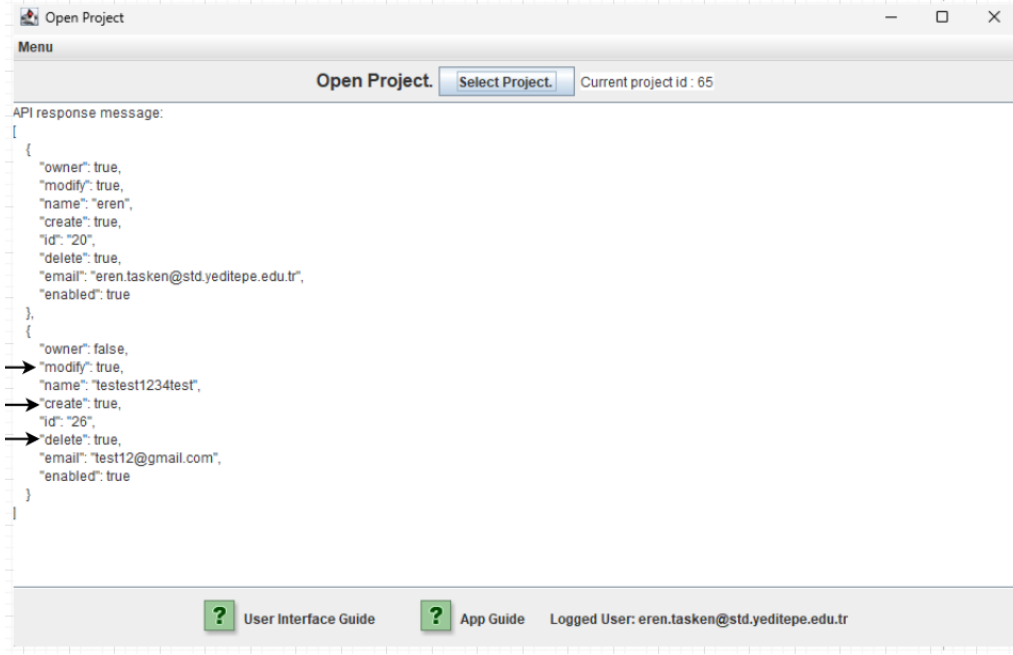 Open Project
Menu
Open Project. Select Project. Current project id : 65
API response message:
[
{
"owner": true,
"modify": true,
"name": "eren",
"create": true,
"id": "20",
"delete": true,
"email": "eren.tasken@std.yeditepe.edu.tr",
"enabled": true
},
{
"owner": false,
"modify": true,
"name": "testest1234test",
"create": true,
"id": "26",
"delete": true,
"email": "test12@gmail.com",
"enabled": true
}
]
? User Interface Guide ? App Guide Logged User: eren.tasken@std.yeditepe.edu.tr